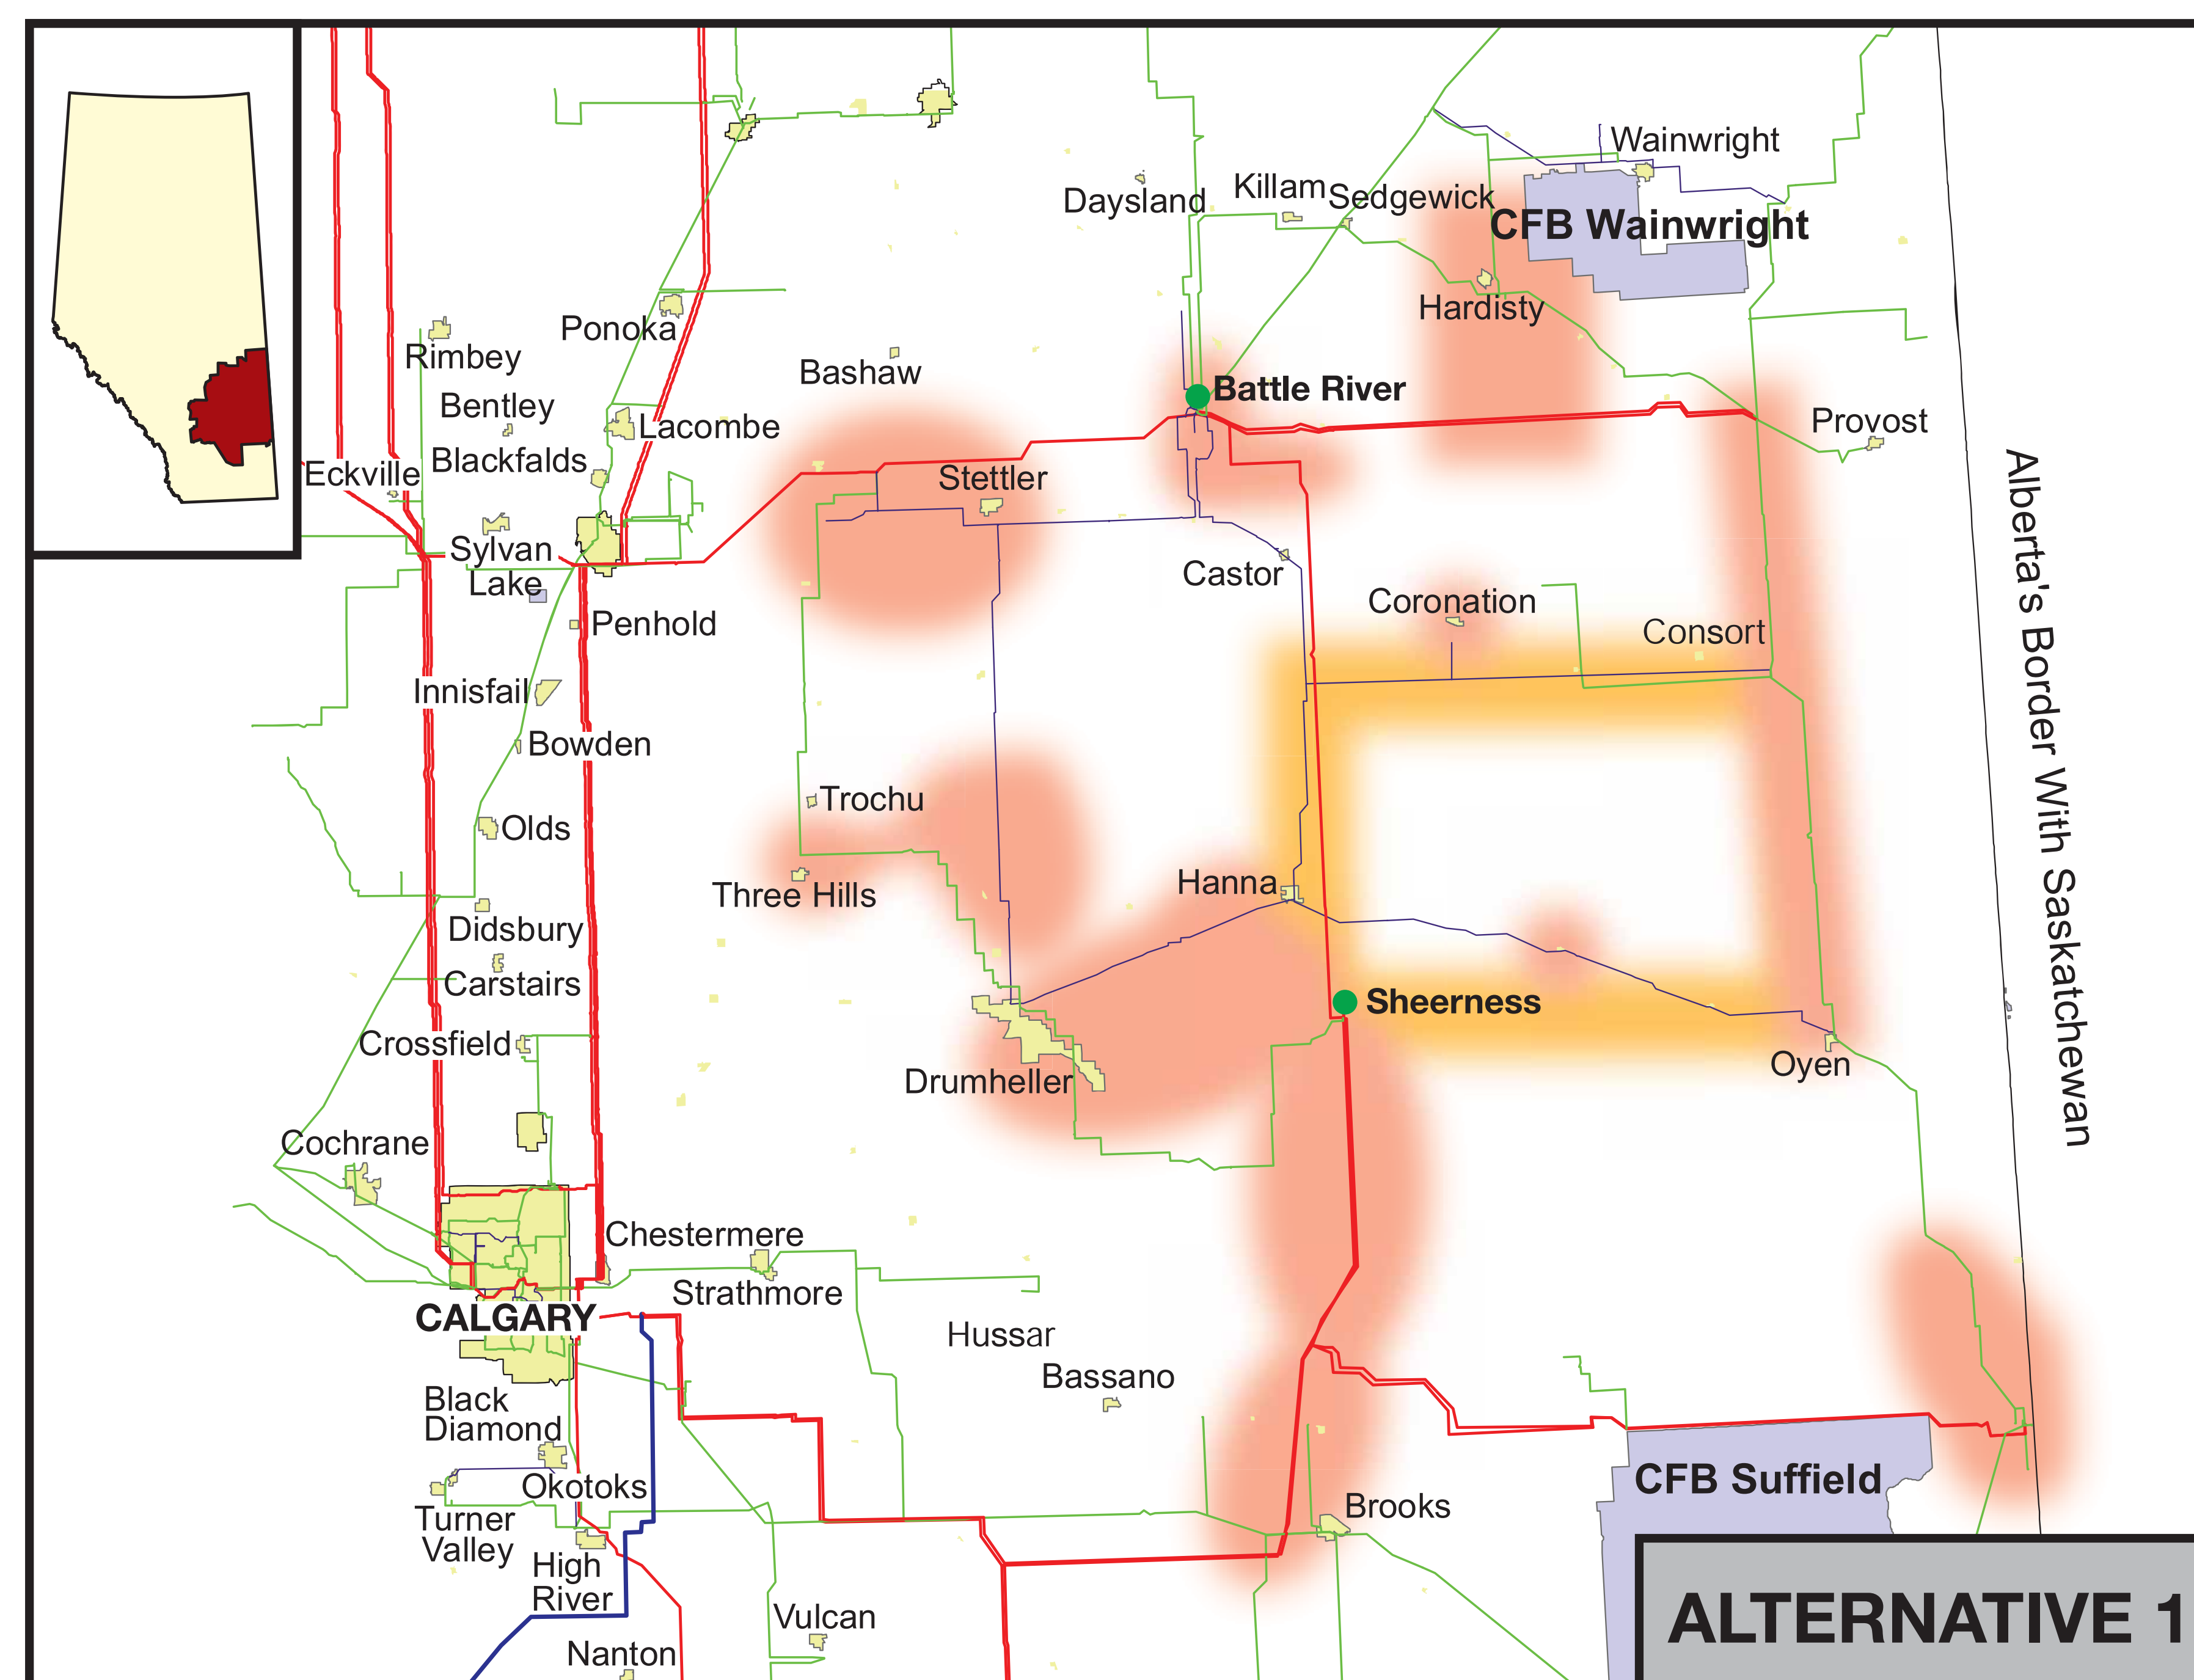 Wainwright
Daysland
Killam
Sedgewick
CFB Wainwright
Hardisty
Ponoka
Rimbey
Bashaw
Battle River
Bentley
Lacombe
Provost
Eckville
Blackfalds
Stettler
Sylvan
Lake
Castor
Coronation
Consort
Penhold
Innisfail
Bowden
Trochu
Olds
Three Hills
Hanna
Didsbury
Carstairs
Sheerness
Crossfield
Drumheller
Oyen
Alberta's Border With Saskatchewan
Cochrane
Chestermere
Strathmore
CALGARY
Hussar
Bassano
Black
Diamond
Okotoks
CFB Suffield
Brooks
Turner
Valley
High
River
Vulcan
Nanton
ALTERNATIVE 1